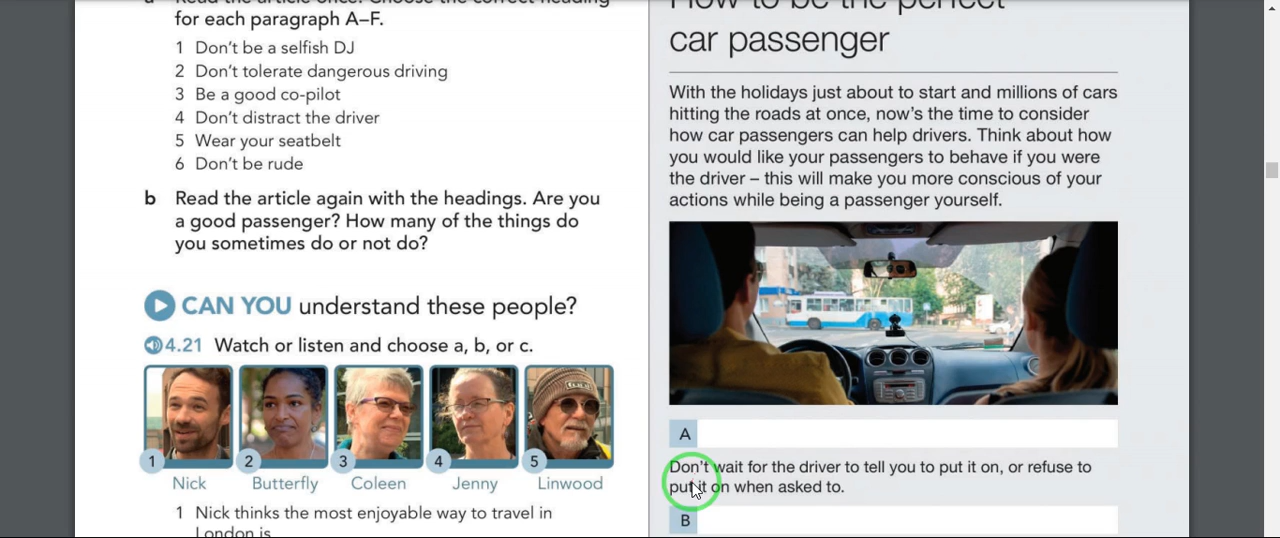 for each paragraph A–F.
1 Don't be a selfish DJ
2 Don't tolerate dangerous driving
3 Be a good co-pilot
4 Don't distract the driver
5 Wear your seatbelt
6 Don't be rude
b Read the article again with the headings. Are you
a good passenger? How many of the things do
you sometimes do or not do?
CAN YOU understand these people?
4.21 Watch or listen and choose a, b, or c.
1 2 3 4 5
Nick Butterfly Coleen Jenny Linwood
1 Nick thinks the most enjoyable way to travel in
London is
How to be the perfect
car passenger
With the holidays just about to start and millions of cars
hitting the roads at once, now's the time to consider
how car passengers can help drivers. Think about how
you would like your passengers to behave if you were
the driver – this will make you more conscious of your
actions while being a passenger yourself.
A
Don't wait for the driver to tell you to put it on, or refuse to
put it on when asked to.
B